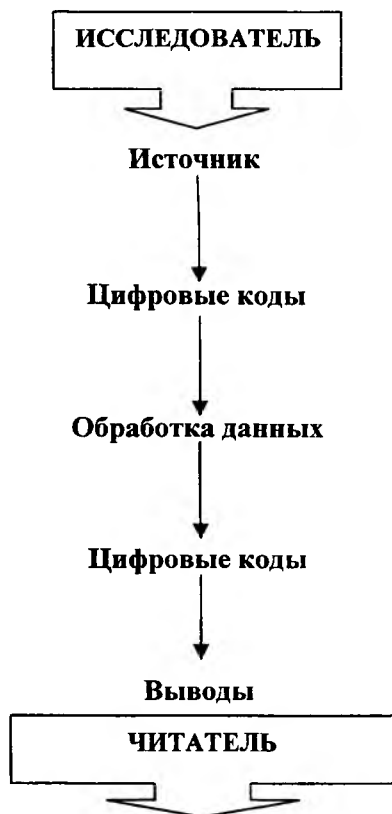 ИССЛЕДОВАТЕЛЬ
Источник
Цифровые коды
Обработка данных
Цифровые коды
Выводы
ЧИТАТЕЛЬ